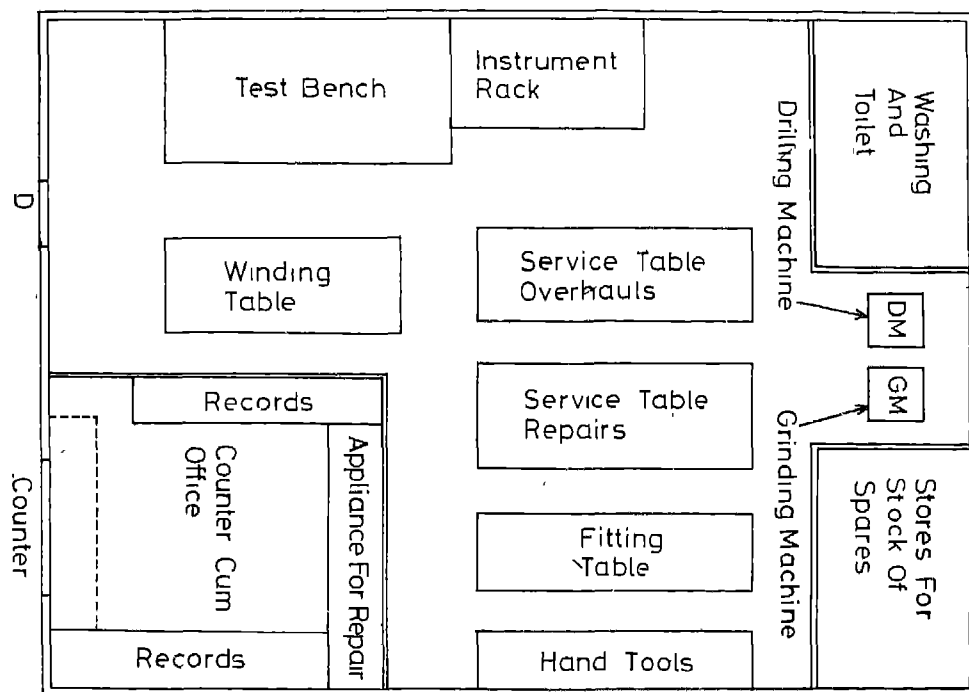 Test Bench
Instrument
Rack
Washing
And
Toilet
Drilling Machine
D
Winding
Table
Service Table
Overhauls
DM
GM
Records
Service Table
Repairs
Grinding Machine
Counter Cum
Office
Appliance For Repair
Counter
Fitting
Table
Stores For
Stock Of
Spares
Records
Hand Tools